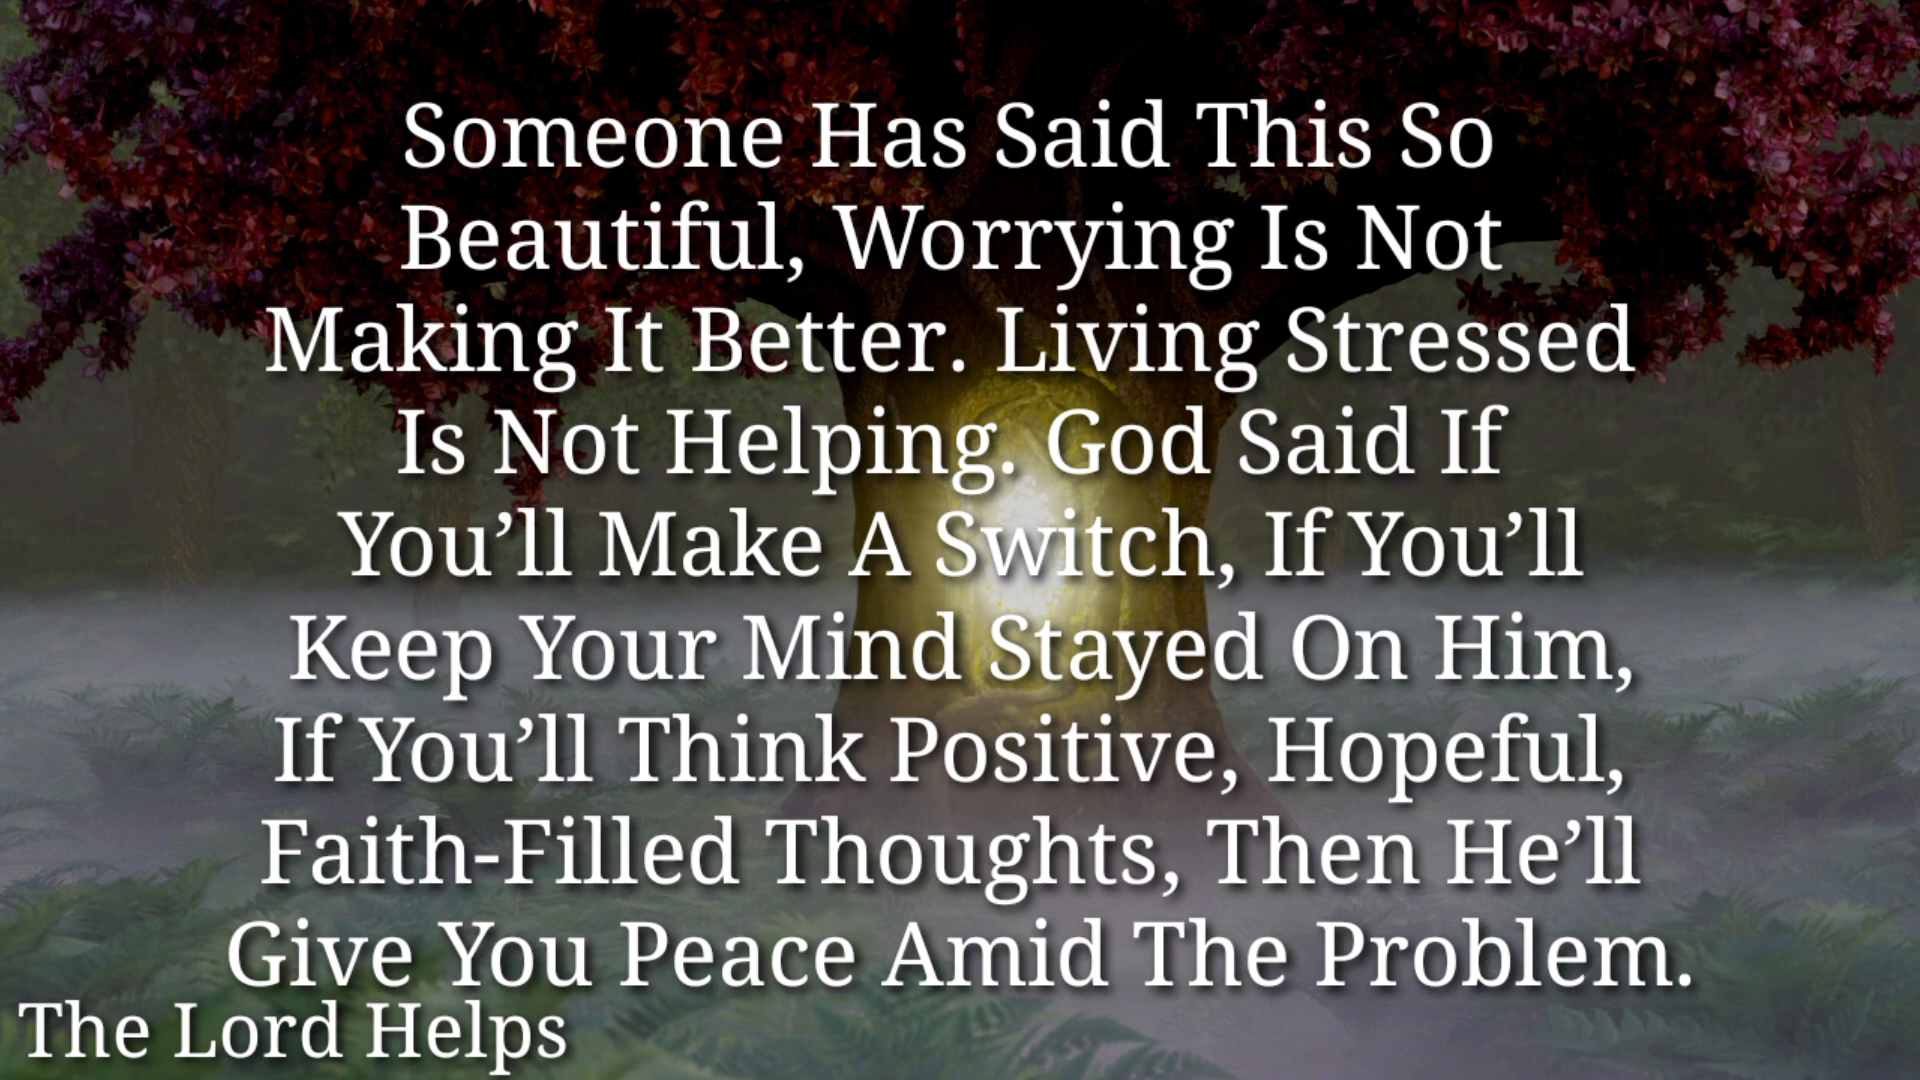 Someone Has Said This So
Beautiful, Worrying Is Not
Making It Better. Living Stressed
Is Not Helping. God Said If
You’ll Make A Switch, If You’ll
Keep Your Mind Stayed On Him,
If You’ll Think Positive, Hopeful,
Faith-Filled Thoughts, Then He’ll
Give You Peace Amid The Problem.
The Lord Helps